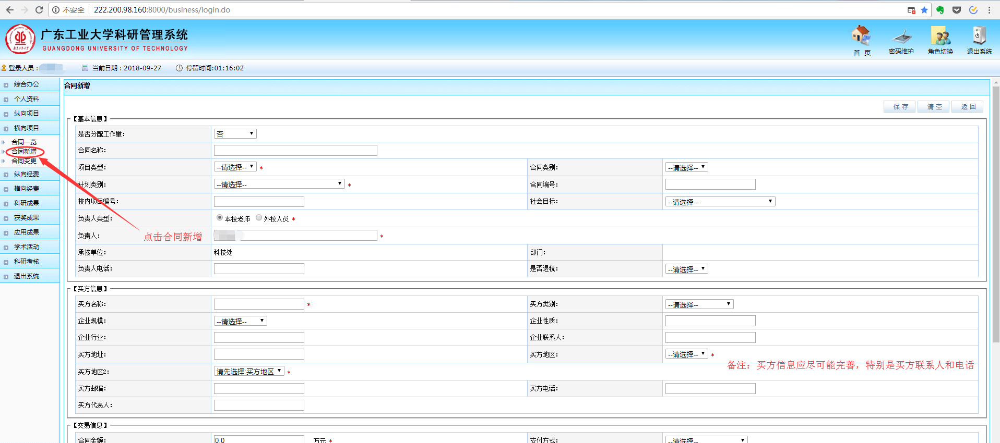 不安全 222.200.98.160:8000/business/login.do
广东工业大学科研管理系统
GUANGDONG UNIVERSITY OF TECHNOLOGY
首 页 密码维护 角色切换 退出系统
登录人员： 当前日期：2018-09-27 停留时间:01:16:02
综合办公
个人资料
纵向项目
横向项目
合同一览
合同新增
合同变更
纵向经费
横向经费
科研成果
获奖成果
应用成果
学术活动
科研考核
退出系统
点击合同新增
合同新增
保 存 清 空 返 回
【基本信息】
是否分配工作量： 否
合同名称：
项目类型： --请选择-- * 合同类别： --请选择--
计划类别： --请选择-- * 合同编号：
校内项目编号： 社会目标： --请选择--
负责人类型： 本校老师 外校人员 *
负责人： *
承接单位： 科技处 部门：
负责人电话： 是否退税： --请选择--
【买方信息】
买方名称： * 买方类别： --请选择--
企业规模： --请选择-- 企业性质：
企业行业： 企业联系人：
买方地址： 买方地区： --请选择-- *
备注：买方信息应尽可能完善，特别是买方联系人和电话
买方地区2： 请先选择:买方地区 *
买方邮编： 买方电话：
买方代表人：
【交易信息】
合同金额： 0.0 万元 * 支付方式： --请选择--